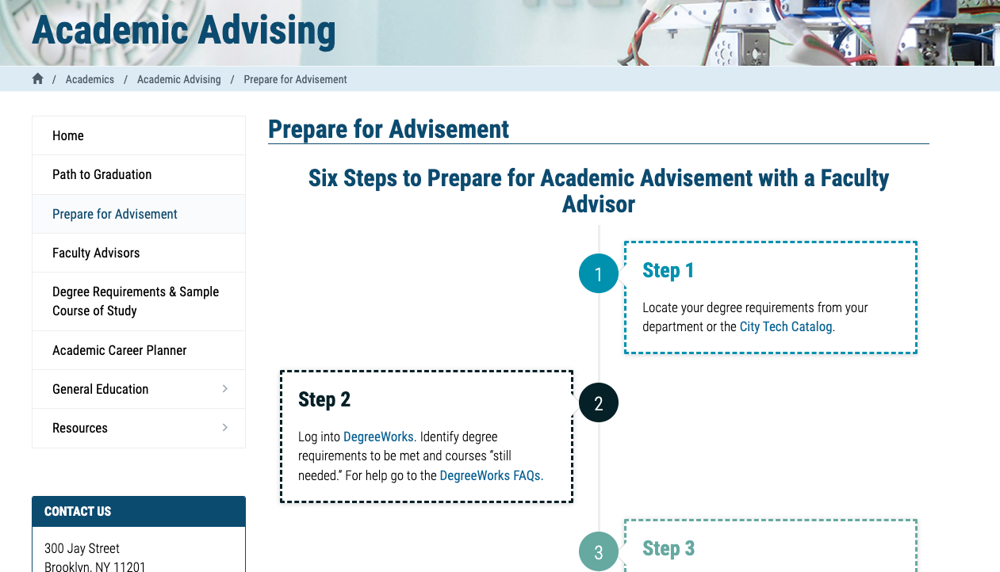 Academic Advising
/ Academics / Academic Advising / Prepare for Advisement
Home
Path to Graduation
Prepare for Advisement
Faculty Advisors
Degree Requirements & Sample
Course of Study
Academic Career Planner
General Education
Resources
CONTACT US
300 Jay Street
Brooklyn, NY 11201
Prepare for Advisement
Six Steps to Prepare for Academic Advisement with a Faculty
Advisor
1
Step 1
Locate your degree requirements from your
department or the City Tech Catalog.
2
Step 2
Log into DegreeWorks. Identify degree
requirements to be met and courses “still
needed.” For help go to the DegreeWorks FAQs.
3
Step 3